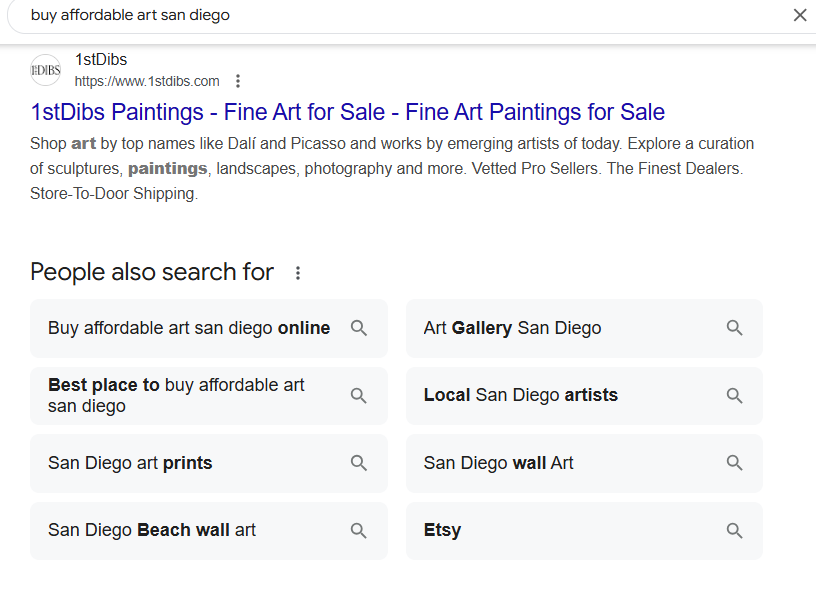 buy affordable art san diego
1stDibs
1STDIBS
https://www.1stdibs.com
1stDibs Paintings - Fine Art for Sale - Fine Art Paintings for Sale
Shop art by top names like Dalí and Picasso and works by emerging artists of today. Explore a curation
of sculptures, paintings, landscapes, photography and more. Vetted Pro Sellers. The Finest Dealers.
Store-To-Door Shipping.
People also search for
Buy affordable art san diego online
Art Gallery San Diego
Best place to buy affordable art
san diego
Local San Diego artists
San Diego art prints
San Diego wall Art
San Diego Beach wall art
Etsy